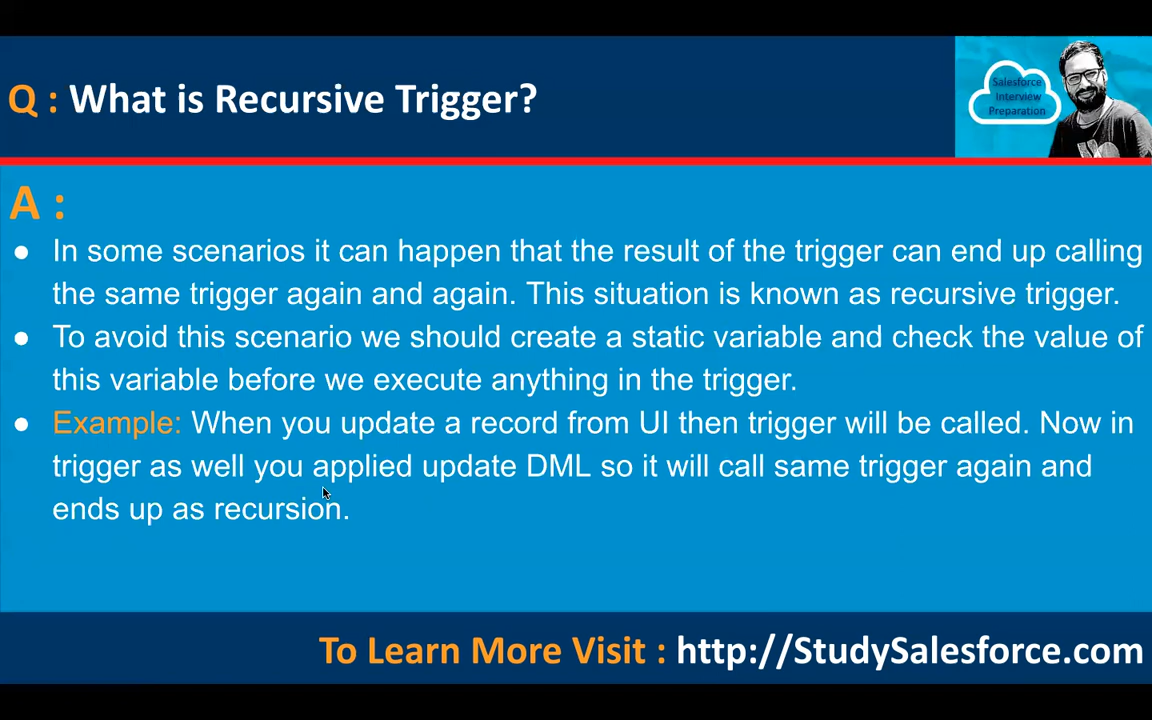 Q : What is Recursive Trigger?
Salesforce
Interview
Preparation
A :
● In some scenarios it can happen that the result of the trigger can end up calling
the same trigger again and again. This situation is known as recursive trigger.
● To avoid this scenario we should create a static variable and check the value of
this variable before we execute anything in the trigger.
● Example: When you update a record from UI then trigger will be called. Now in
trigger as well you applied update DML so it will call same trigger again and
ends up as recursion.
To Learn More Visit : http://StudySalesforce.com